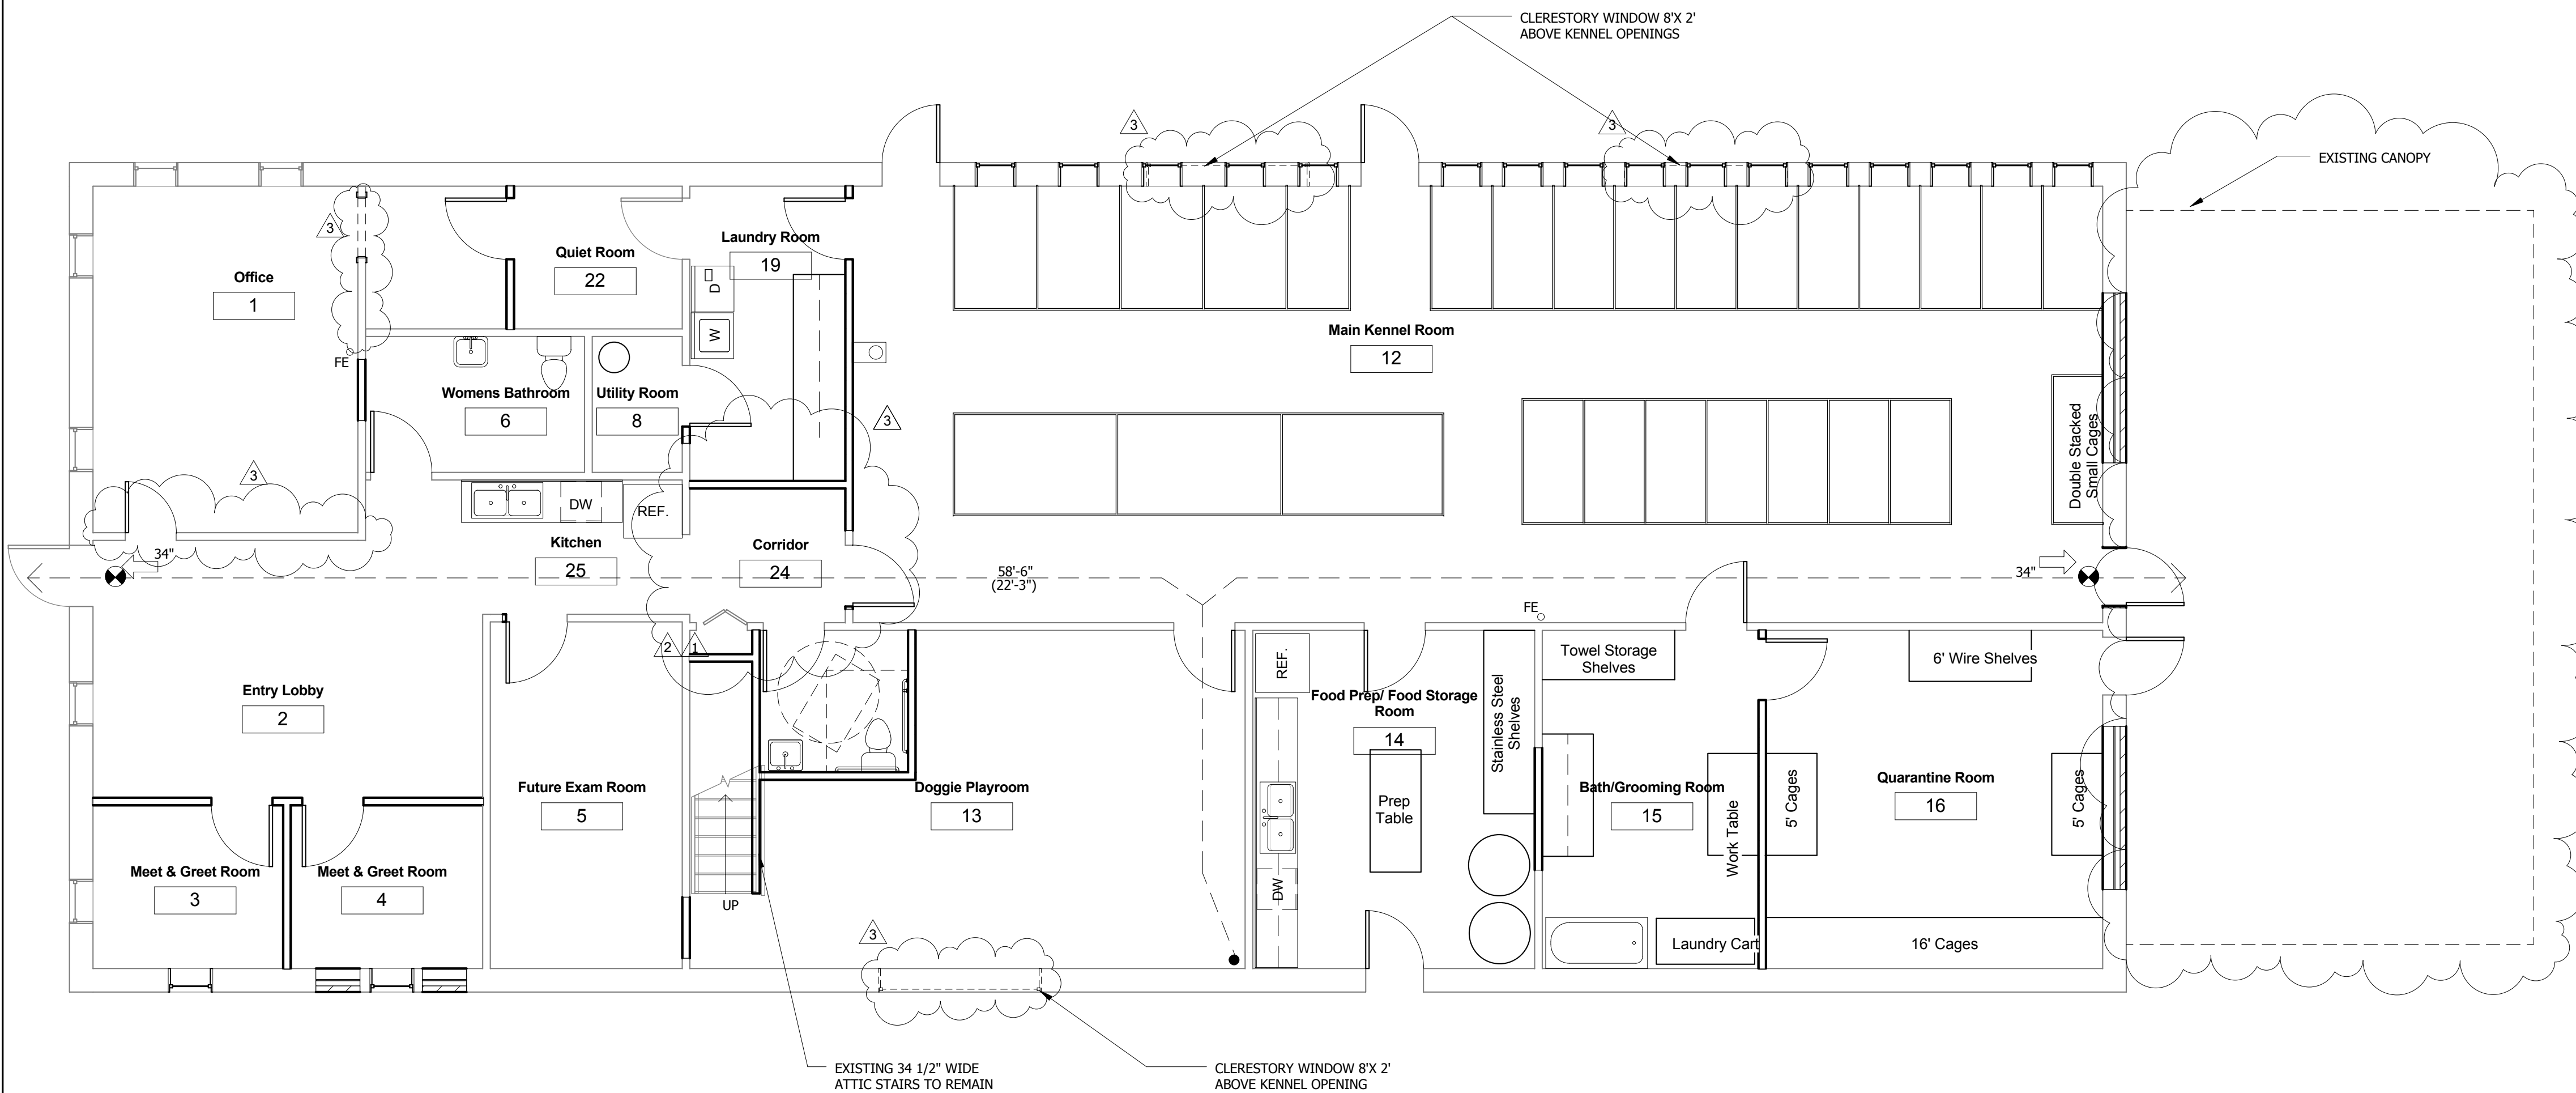 CLERESTORY WINDOW 8'X 2'
ABOVE KENNEL OPENINGS
3
3
EXISTING CANOPY
3
Office
1
Quiet Room
22
Laundry Room
19
D
W
FE
Main Kennel Room
12
Womens Bathroom
6
Utility Room
8
3
3
Double Stacked
Small Cages
DW
REF.
Kitchen
25
Corridor
24
34"
58'-6"
(22'-3")
34"
FE
2
1
Entry Lobby
2
REF.
Towel Storage
Shelves
6' Wire Shelves
Food Prep/ Food Storage
Room
14
Stainless Steel
Shelves
Future Exam Room
5
Doggie Playroom
13
Prep
Table
Bath/Grooming Room
15
Work Table
5' Cages
Quarantine Room
16
5' Cages
Meet & Greet Room
3
Meet & Greet Room
4
UP
DW
3
Laundry Cart
16' Cages
EXISTING 34 1/2" WIDE
ATTIC STAIRS TO REMAIN
CLERESTORY WINDOW 8'X 2'
ABOVE KENNEL OPENING